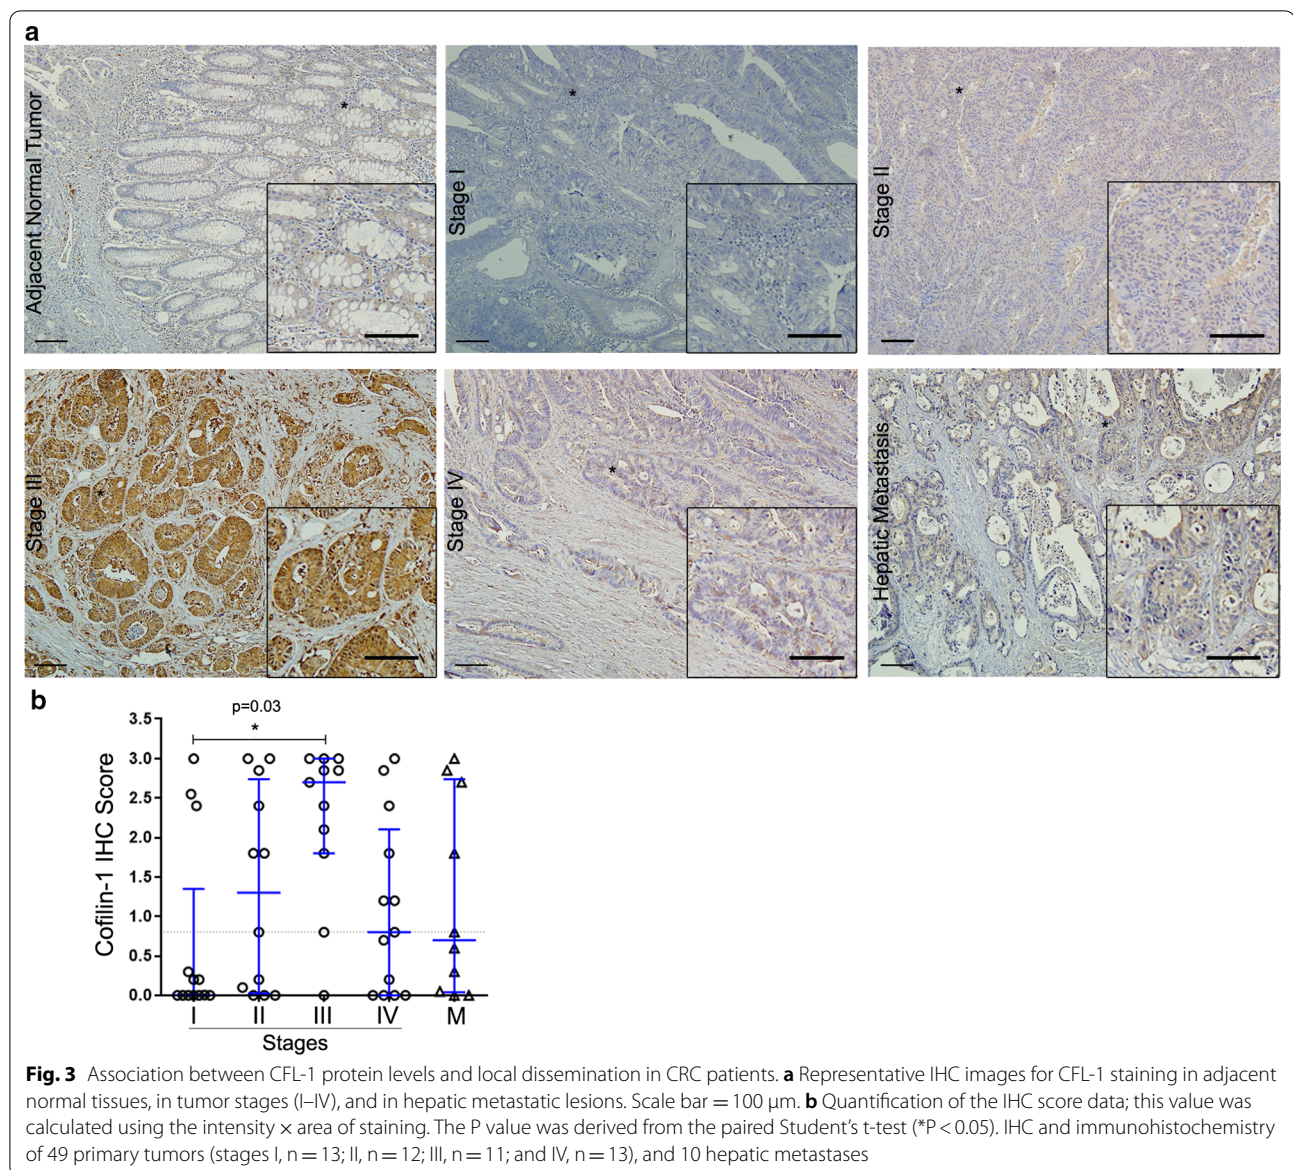 a
Adjacent Normal Tumor
*
Stage I
*
Stage II
*
Stage III
*
Stage IV
*
Hepatic Metastasis
*
b
p=0.03
*
Cofilin-1 IHC Score
3.5
3.0
2.5
2.0
1.5
1.0
0.5
0.0
I II III IV M
Stages
Fig. 3 Association between CFL-1 protein levels and local dissemination in CRC patients. a Representative IHC images for CFL-1 staining in adjacent
normal tissues, in tumor stages (I–IV), and in hepatic metastatic lesions. Scale bar = 100 μm. b Quantification of the IHC score data; this value was
calculated using the intensity × area of staining. The P value was derived from the paired Student's t-test (*P < 0.05). IHC and immunohistochemistry
of 49 primary tumors (stages I, n = 13; II, n = 12; III, n = 11; and IV, n = 13), and 10 hepatic metastases